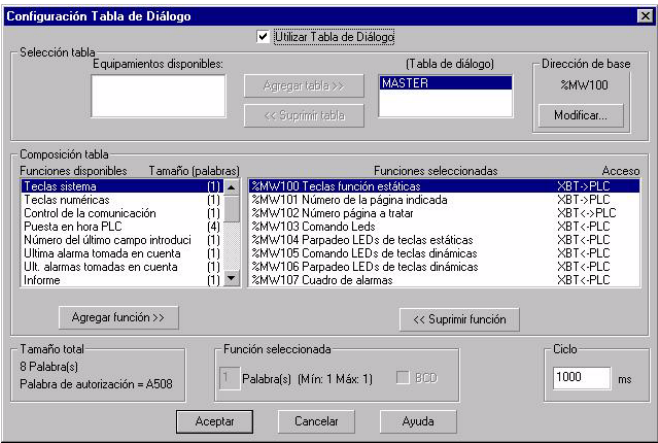 Configuración Tabla de Diálogo
Utilizar Tabla de Diálogo
Selección tabla
Equipamientos disponibles:
(Tabla de diálogo)
Dirección de base
Agregar tabla >>
MASTER
%MW100
<< Suprimir tabla
Modificar...
Composición tabla
Funciones disponibles Tamaño (palabras)
Funciones seleccionadas Acceso
Teclas sistema (1)
%MW100 Teclas función estáticas XBT->PLC
Teclas numéricas (1)
%MW101 Número de la página indicada XBT->PLC
Control de la comunicación (1)
%MW102 Número página a tratar XBT<->PLC
Puesta en hora PLC (4)
%MW103 Comando Leds XBT<-PLC
Número del último campo introduci (1)
%MW104 Parpadeo LEDs de teclas estáticas XBT<-PLC
Ultima alarma tomada en cuenta (1)
%MW105 Comando LEDs de teclas dinámicas XBT<-PLC
Ult. alarmas tomadas en cuenta (1)
%MW106 Parpadeo LEDs de teclas dinámicas XBT<-PLC
Informe (1)
%MW107 Cuadro de alarmas XBT<-PLC
Agregar función >>
<< Suprimir función
Tamaño total
Función seleccionada
Ciclo
8 Palabra(s)
1 Palabra(s) (Mín: 1 Máx: 1) BCD
1000 ms
Palabra de autorización = A508
Aceptar
Cancelar
Ayuda